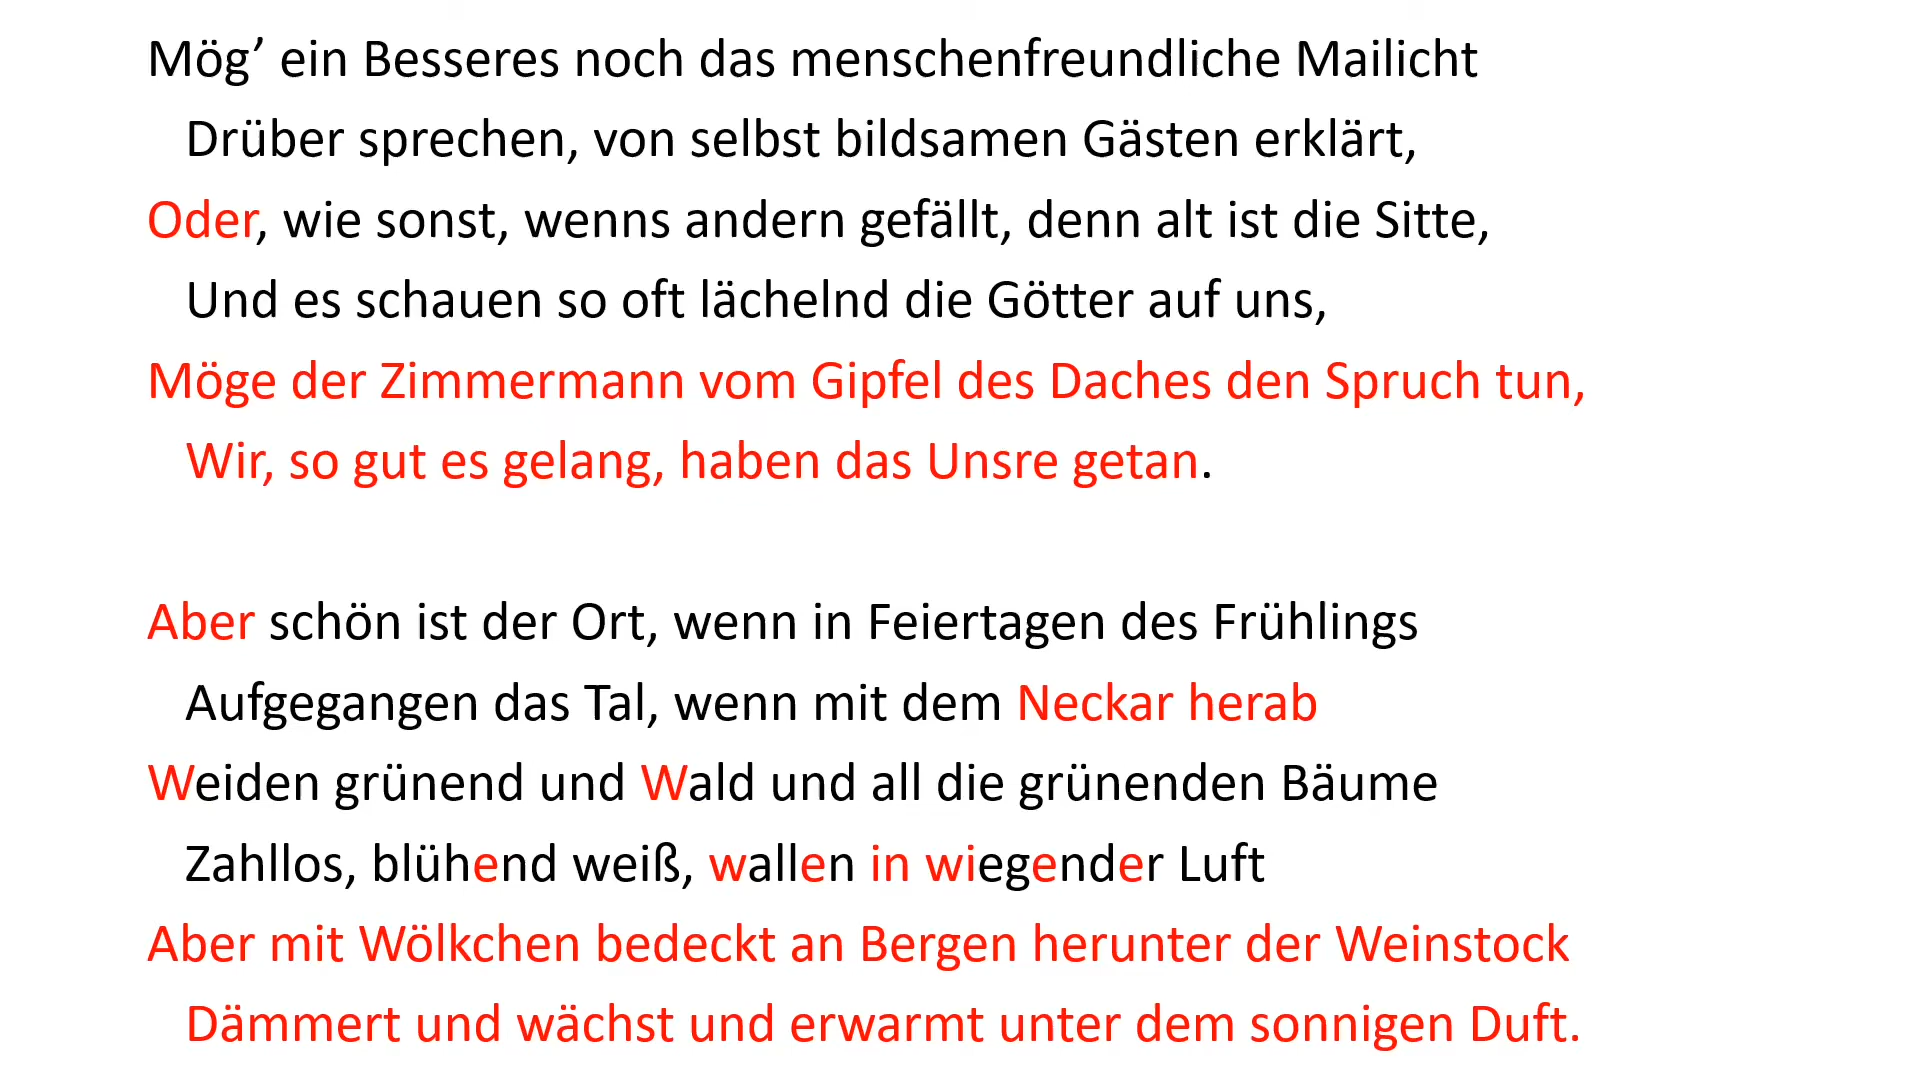 Mög’ ein Besseres noch das menschenfreundliche Mailicht
Drüber sprechen, von selbst bildsamen Gästen erklärt,
Oder, wie sonst, wenns andern gefällt, denn alt ist die Sitte,
Und es schauen so oft lächelnd die Götter auf uns,
Möge der Zimmermann vom Gipfel des Daches den Spruch tun,
Wir, so gut es gelang, haben das Unsre getan.
Aber schön ist der Ort, wenn in Feiertagen des Frühlings
Aufgegangen das Tal, wenn mit dem Neckar herab
Weiden grünend und Wald und all die grünenden Bäume
Zahllos, blühend weiß, wallen in wiegender Luft
Aber mit Wölkchen bedeckt an Bergen herunter der Weinstock
Dämmert und wächst und erwarmt unter dem sonnigen Duft.